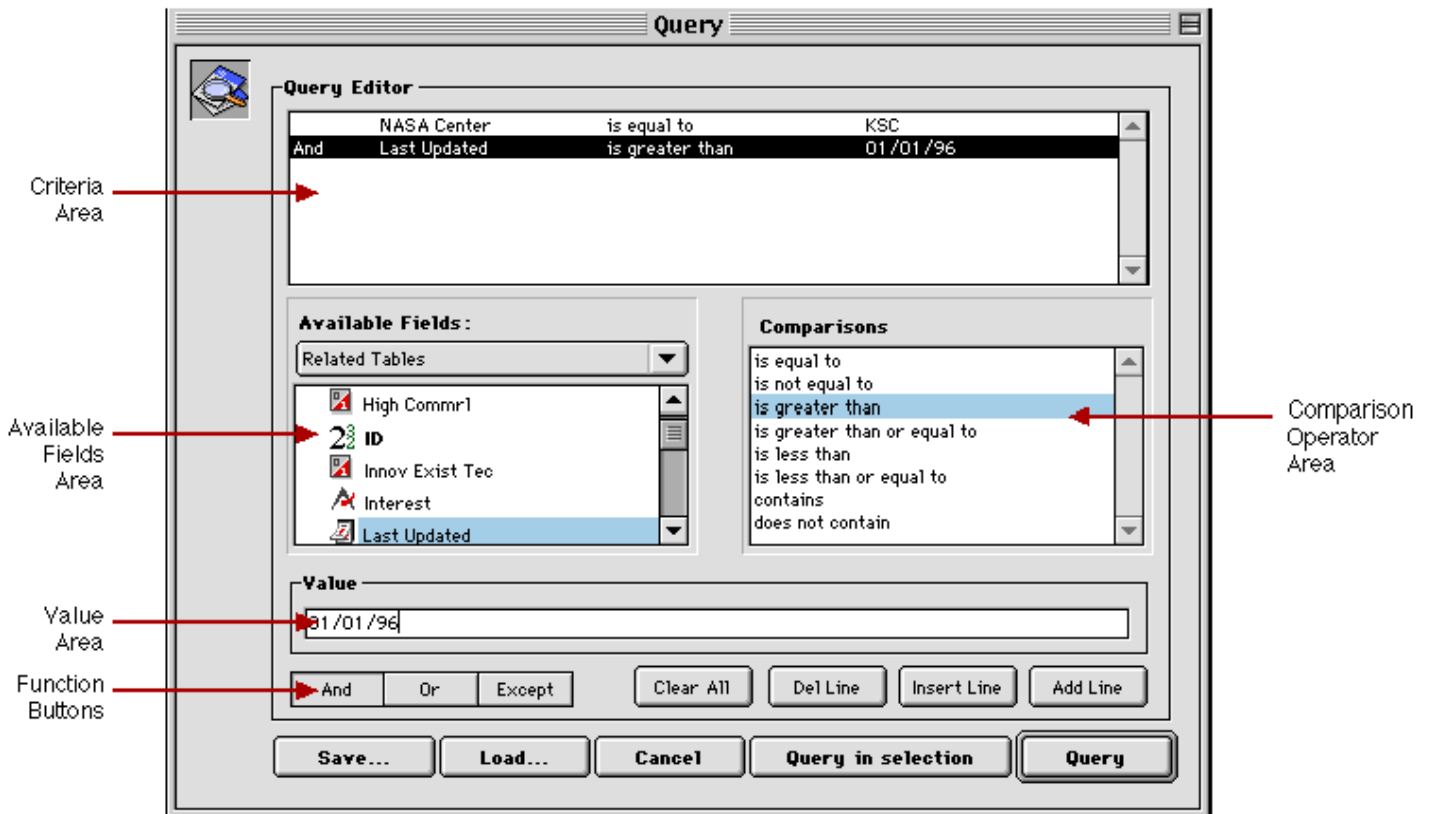 Query
Query Editor
NASA Center is equal to KSC
And Last Updated is greater than 01/01/96
Criteria
Area
Available Fields:
Related Tables
High Commrl
ID
Innov Exist Tec
Interest
Last Updated
Available
Fields
Area
Comparisons
is equal to
is not equal to
is greater than
is greater than or equal to
is less than
is less than or equal to
contains
does not contain
Comparison
Operator
Area
Value
01/01/96
Value
Area
Function
Buttons
And Or Except Clear All Del Line Insert Line Add Line
Save... Load... Cancel Query in selection Query